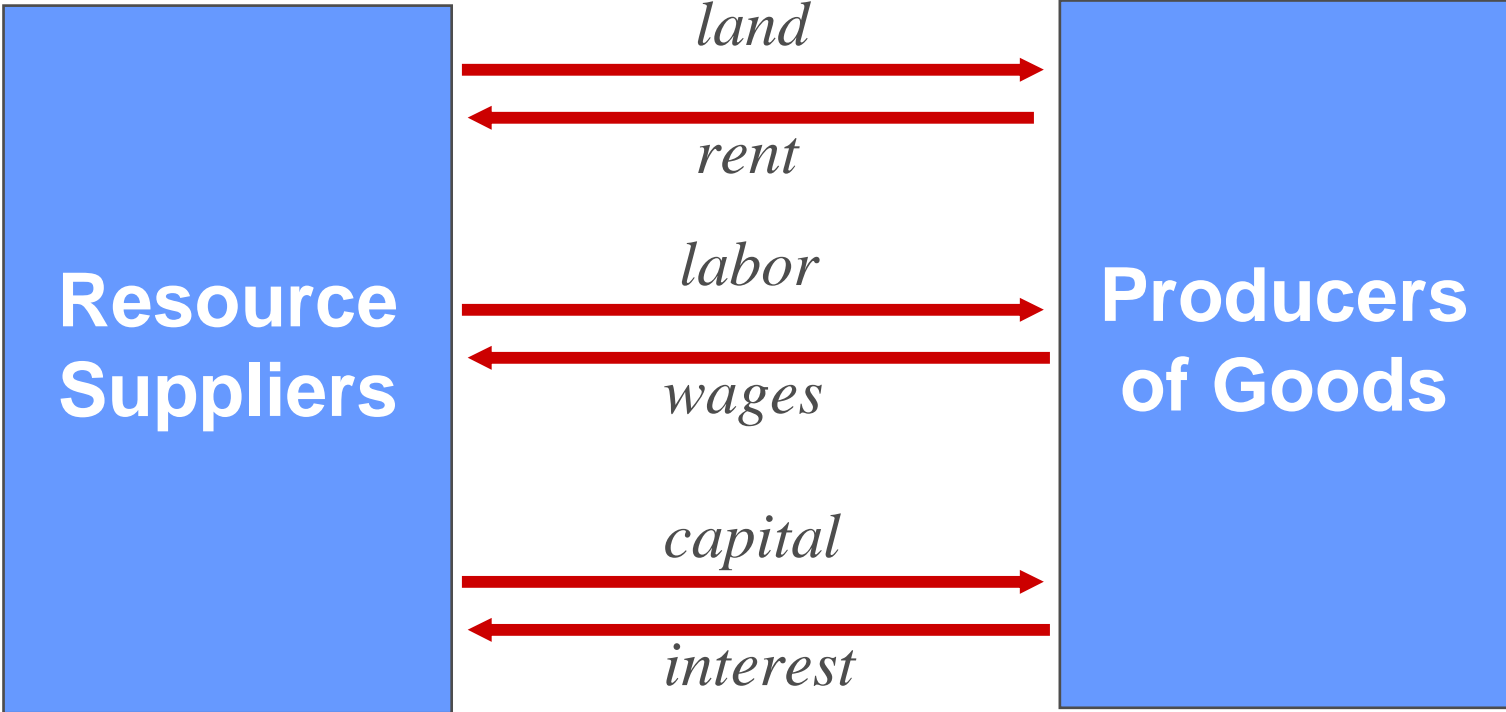 land
rent
labor
Resource
Suppliers
Producers
of Goods
wages
capital
interest